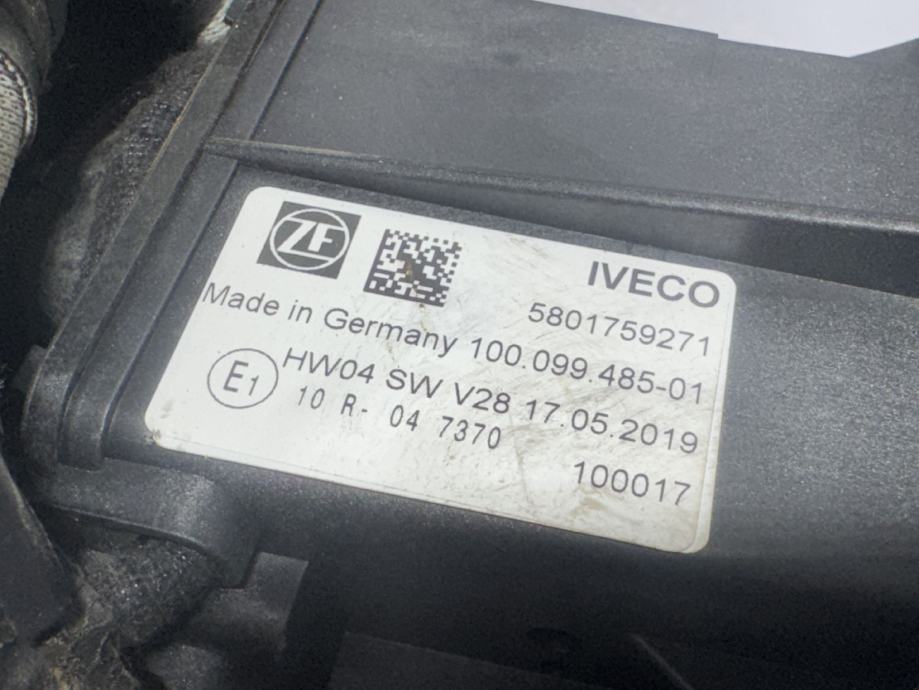 ZF
IVECO
5801759271
Made in Germany 100.099.485-01
HW04 SW V28 17.05.2019
E1
10 R- 04 7370
100017